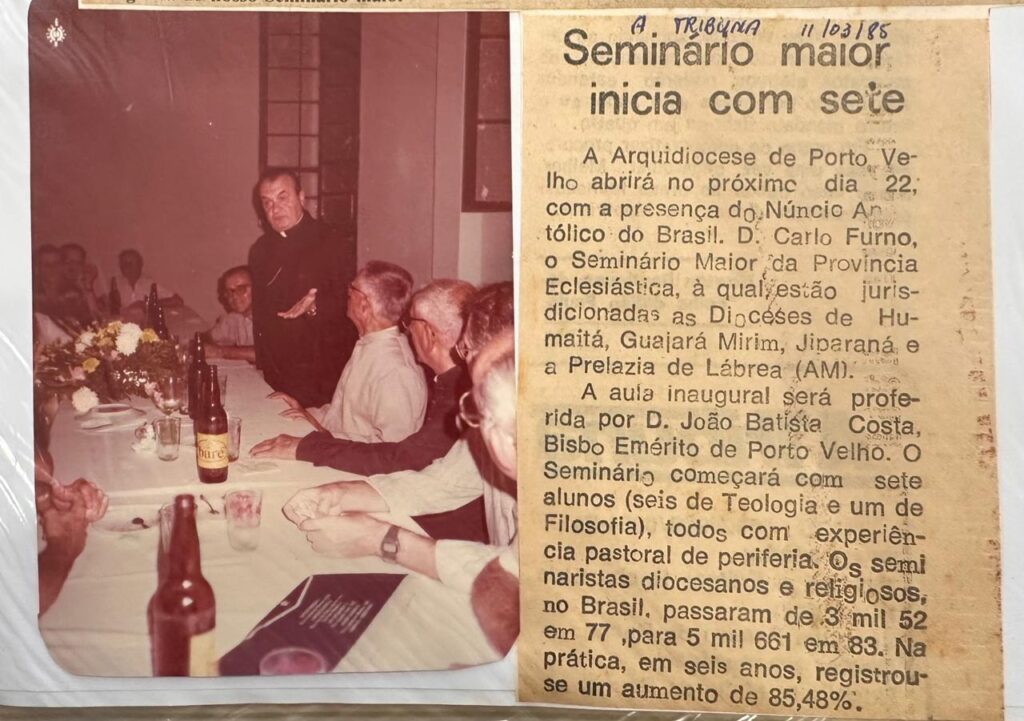 A TRIBUNA 11/03/85
Seminário maior
inicia com sete
A Arquidiocese de Porto Ve-
lho abrirá no próximo dia 22,
com a presença do Núncio Ap
tólico do Brasil. D. Carlo Furno,
o Seminário Maior da Província
Eclesiástica, à qual estão juris-
dicionadas as Dioceses de Hu-
maitá, Guajará Mirim, Jiparaná e
a Prelazia de Lábrea (AM).
A aula inaugural será profe-
rida por D. João Batista Costa,
Bisbo Emérito de Porto Velho. O
Seminário começará com sete
alunos (seis de Teologia e um de
Filosofia), todos com experiên-
cia pastoral de periferia. Os semi
naristas diocesanos e religiosos,
no Brasil. passaram de 3 mil 52
em 77 ,para 5 mil 661 em 83. Na
prática, em seis anos, registrou-
se um aumento de 85,48%.